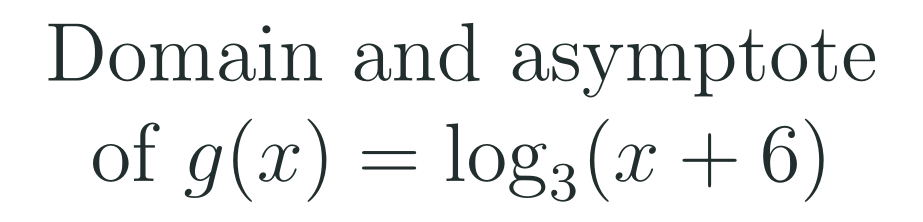 Domain and asymptote
of g(x) = log₃(x + 6)